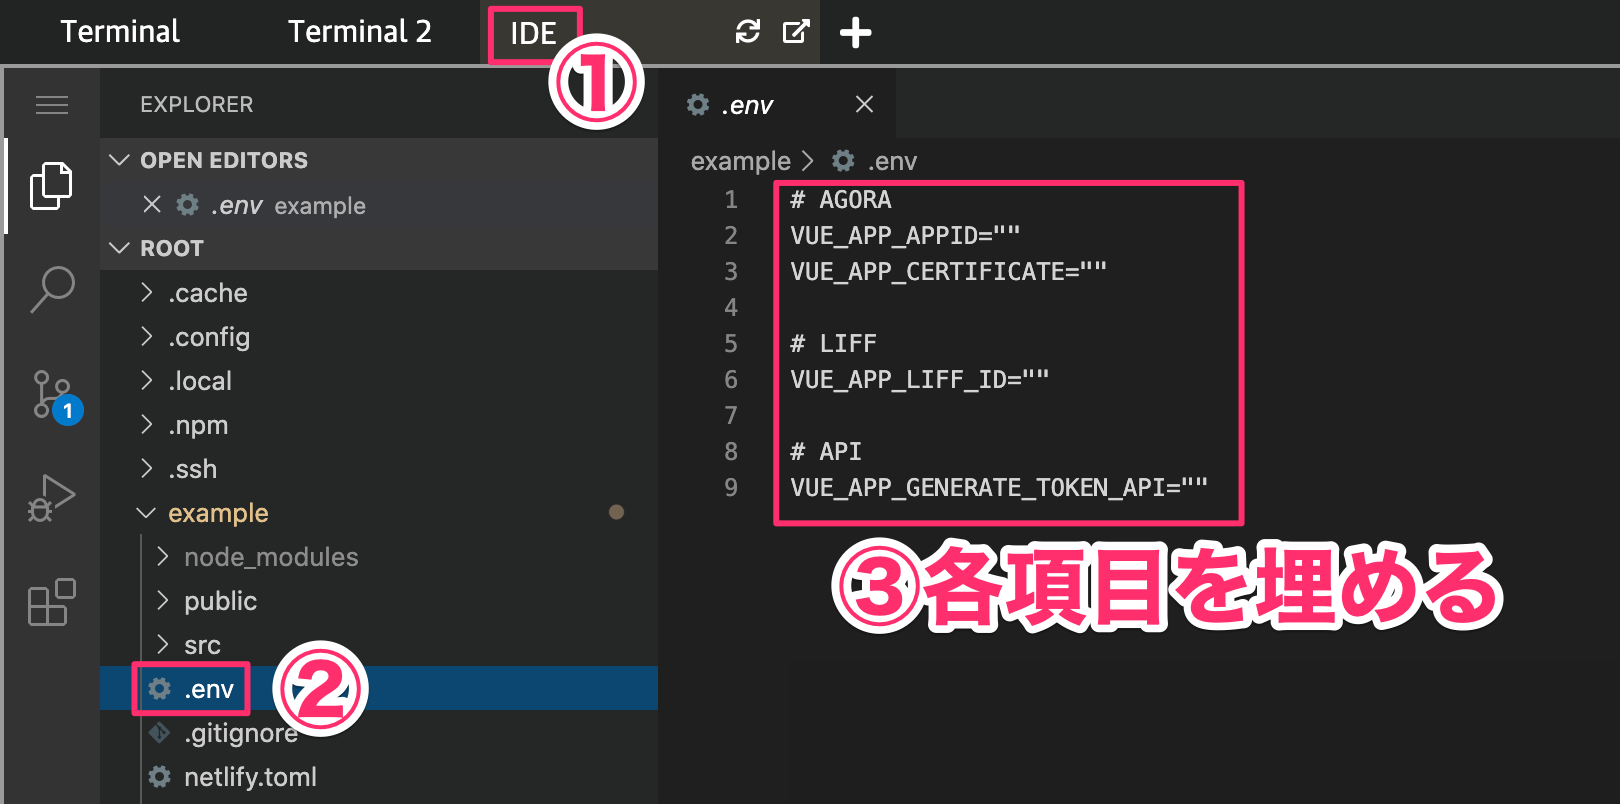 Terminal
Terminal 2
IDE
①
EXPLORER
OPEN EDITORS
.env example
ROOT
.cache
.config
.local
.npm
.ssh
example
node_modules
public
src
.env
②
.gitignore
netlify.toml
1
.env
example > .env
1 # AGORA
2 VUE_APP_APPID=""
3 VUE_APP_CERTIFICATE=""
4
5 # LIFF
6 VUE_APP_LIFF_ID=""
7
8 # API
9 VUE_APP_GENERATE_TOKEN_API=""
③各項目を埋める